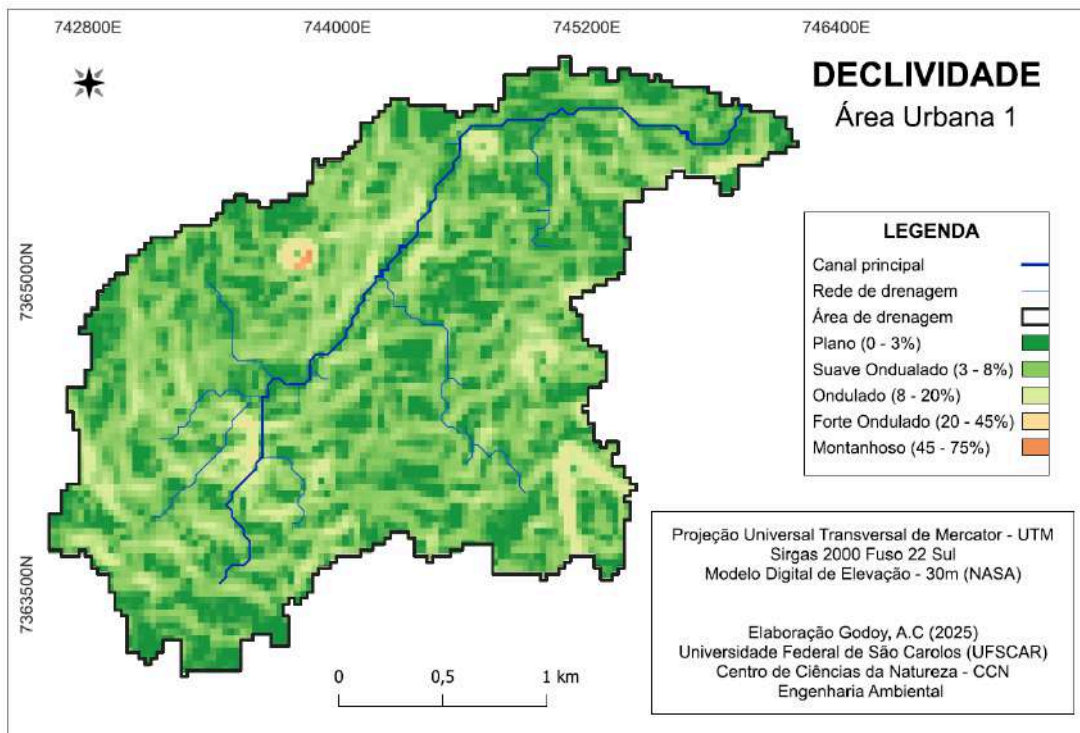 742800E
744000E
745200E
746400E
DECLIVIDADE
Área Urbana 1
7365000N
7363500N
LEGENDA
Canal principal
Rede de drenagem
Área de drenagem
Plano (0 - 3%)
Suave Ondualado (3 - 8%)
Ondulado (8 - 20%)
Forte Ondulado (20 - 45%)
Montanhoso (45 - 75%)
Projeção Universal Transversal de Mercator - UTM
Sirgas 2000 Fuso 22 Sul
Modelo Digital de Elevação - 30m (NASA)
Elaboração Godoy, A.C (2025)
Universidade Federal de São Carolos (UFSCAR)
Centro de Ciências da Natureza - CCN
Engenharia Ambiental
0 0,5 1 km